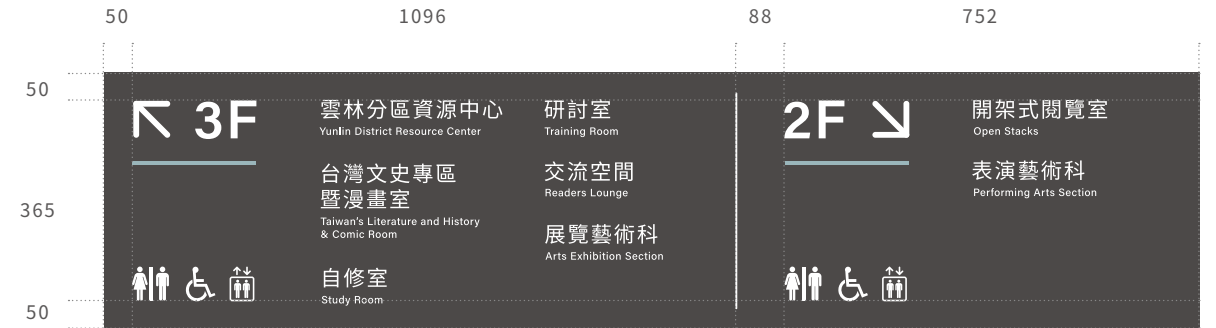 50
1096
88
752
50
365
50
3F
雲林分區資源中心
Yunlin District Resource Center
台灣文史專區
暨漫畫室
Taiwan's Literature and History
& Comic Room
自修室
Study Room
研討室
Training Room
交流空間
Readers Lounge
展覽藝術科
Arts Exhibition Section
2F
開架式閱覽室
Open Stacks
表演藝術科
Performing Arts Section